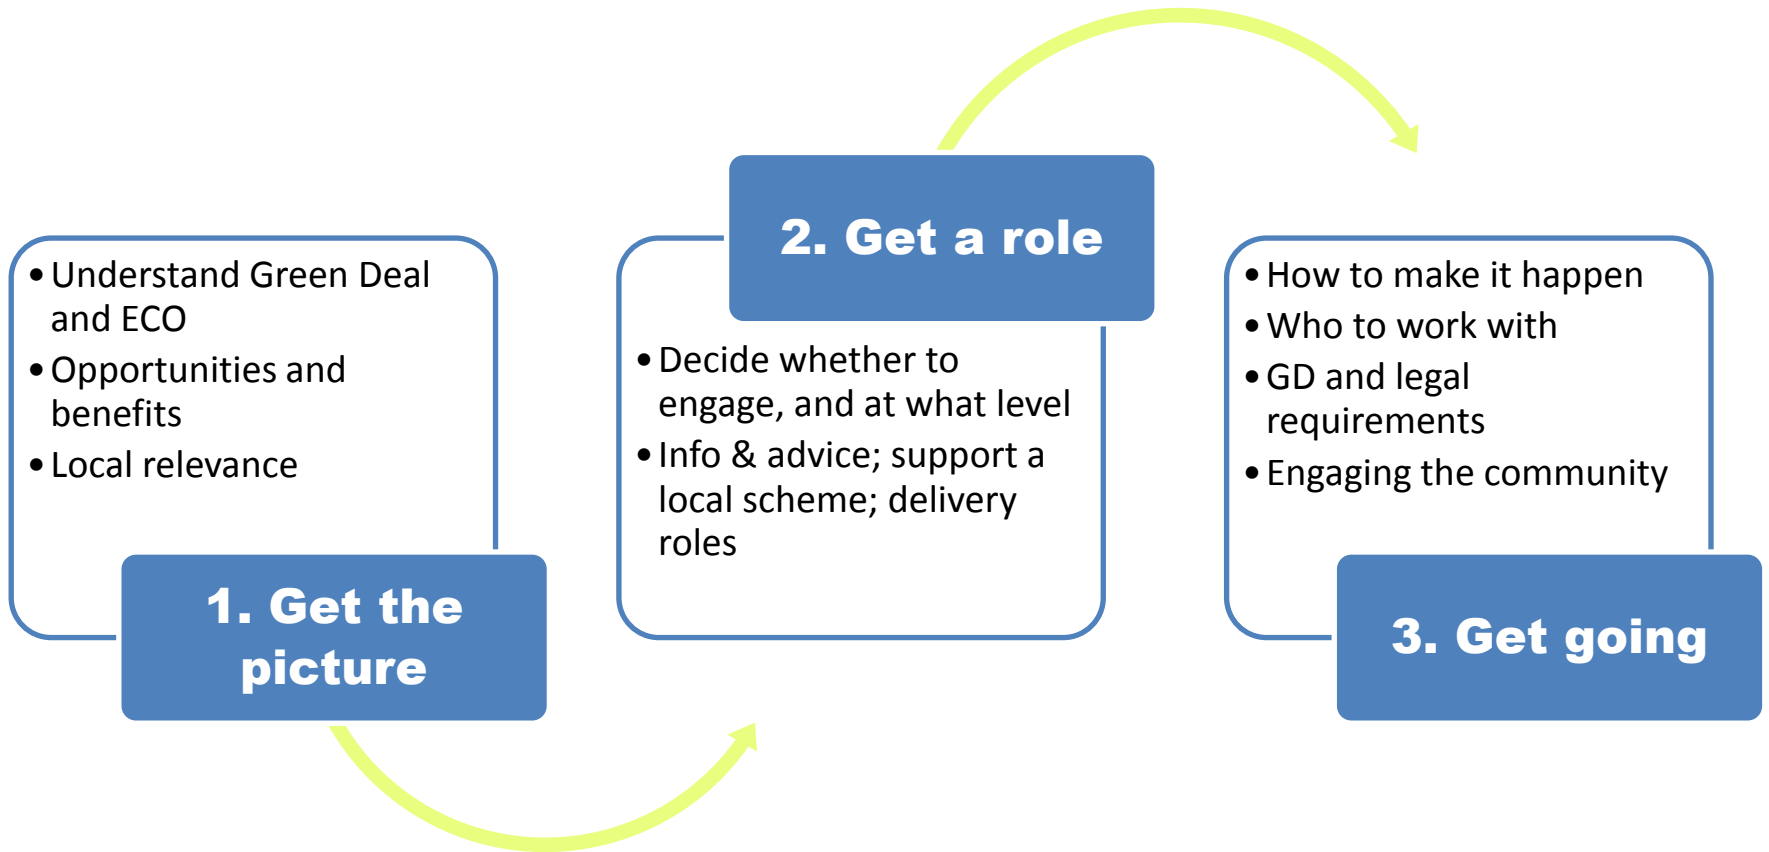 • Understand Green Deal
and ECO
• Opportunities and
benefits
• Local relevance
1. Get the
picture
2. Get a role
• Decide whether to
engage, and at what level
• Info & advice; support a
local scheme; delivery
roles
• How to make it happen
• Who to work with
• GD and legal
requirements
• Engaging the community
3. Get going